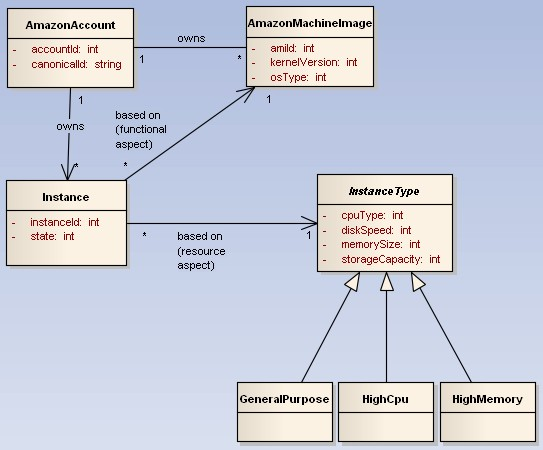 AmazonAccount
- accountId: int
- canonicalId: string
owns
1
*
AmazonMachineImage
- amiId: int
- kernelVersion: int
- osType: int
1
owns
*
based on
(functional
aspect)
*
1
Instance
- instanceId: int
- state: int
*
based on
(resource
aspect)
1
InstanceType
- cpuType: int
- diskSpeed: int
- memorySize: int
- storageCapacity: int
GeneralPurpose
HighCpu
HighMemory